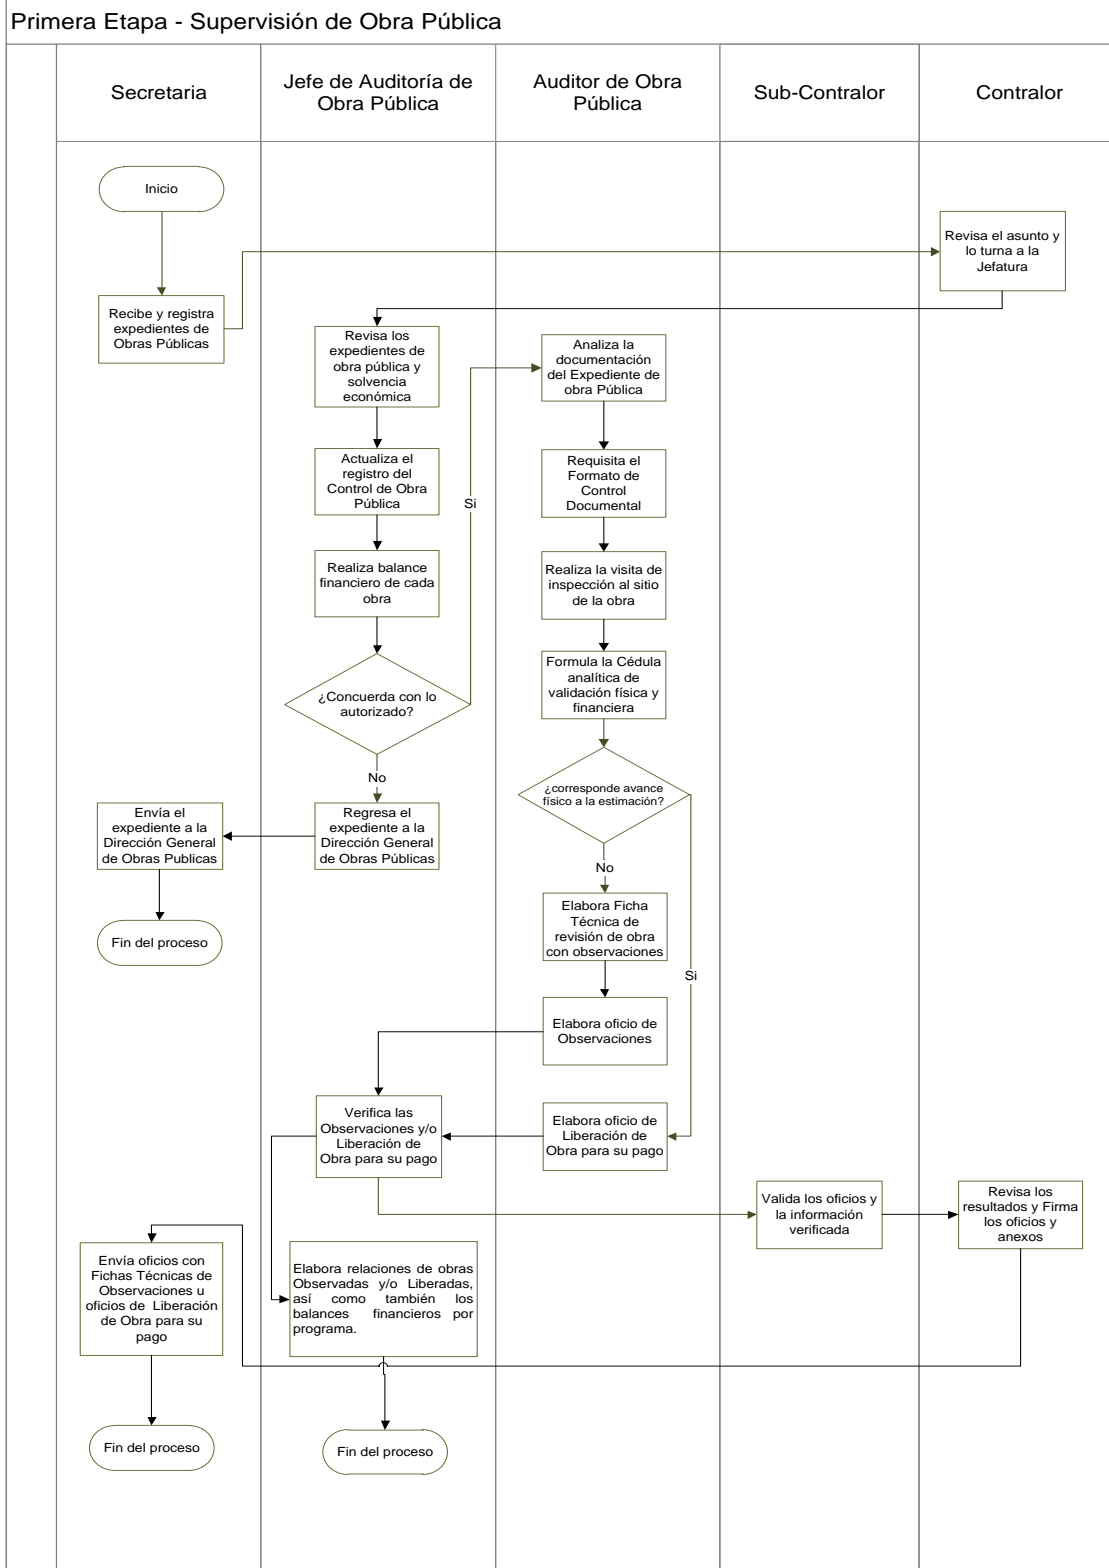 Primera Etapa - Supervisión de Obra Pública
Secretaria
Jefe de Auditoría de
Obra Pública
Auditor de Obra
Pública
Sub-Contralor
Contralor
Inicio
Recibe y registra
expedientes de
Obras Públicas
Revisa el asunto y
lo turna a la
Jefatura
Revisa los
expedientes de
obra pública y
solvencia
económica
Actualiza el
registro del
Control de Obra
Pública
Realiza balance
financiero de cada
obra
¿Concuerda con lo
autorizado?
Si
No
Regresa el
expediente a la
Dirección General
de Obras Públicas
Envía el
expediente a la
Dirección General
de Obras Publicas
Fin del proceso
Analiza la
documentación
del Expediente de
obra Pública
Requisita el
Formato de
Control
Documental
Realiza la visita de
inspección al sitio
de la obra
Formula la Cédula
analítica de
validación física y
financiera
¿corresponde avance
físico a la estimación?
No
Si
Elabora Ficha
Técnica de
revisión de obra
con observaciones
Elabora oficio de
Observaciones
Elabora oficio de
Liberación de
Obra para su pago
Verifica las
Observaciones y/o
Liberación de
Obra para su pago
Valida los oficios y
la información
verificada
Revisa los
resultados y Firma
los oficios y
anexos
Envía oficios con
Fichas Técnicas de
Observaciones u
oficios de Liberación
de Obra para su
pago
Elabora relaciones de obras
Observadas y/o Liberadas,
así como también los
balances financieros por
programa.
Fin del proceso
Fin del proceso